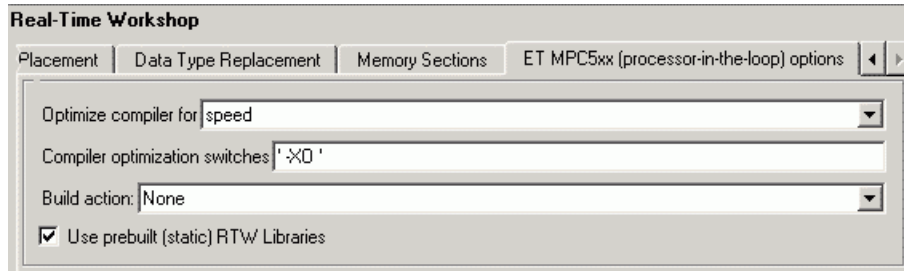 Real-Time Workshop
Placement Data Type Replacement Memory Sections ET MPC5xx (processor-in-the-loop) options
Optimize compiler for speed
Compiler optimization switches ' -XO '
Build action: None
Use prebuilt (static) RTW Libraries